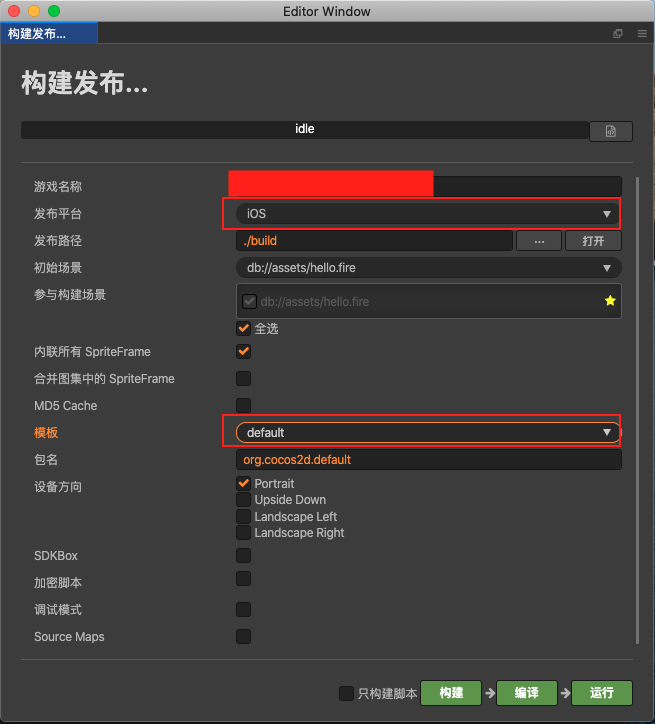 Editor Window
构建发布...
构建发布...
idle
游戏名称
发布平台 iOS
发布路径 ./build ... 打开
初始场景 db://assets/hello.fire
参与构建场景 db://assets/hello.fire
全选
内联所有 SpriteFrame
合并图集中的 SpriteFrame
MD5 Cache
模板 default
包名 org.cocos2d.default
设备方向 Portrait
Upside Down
Landscape Left
Landscape Right
SDKBox
加密脚本
调试模式
Source Maps
只构建脚本 构建 编译 运行